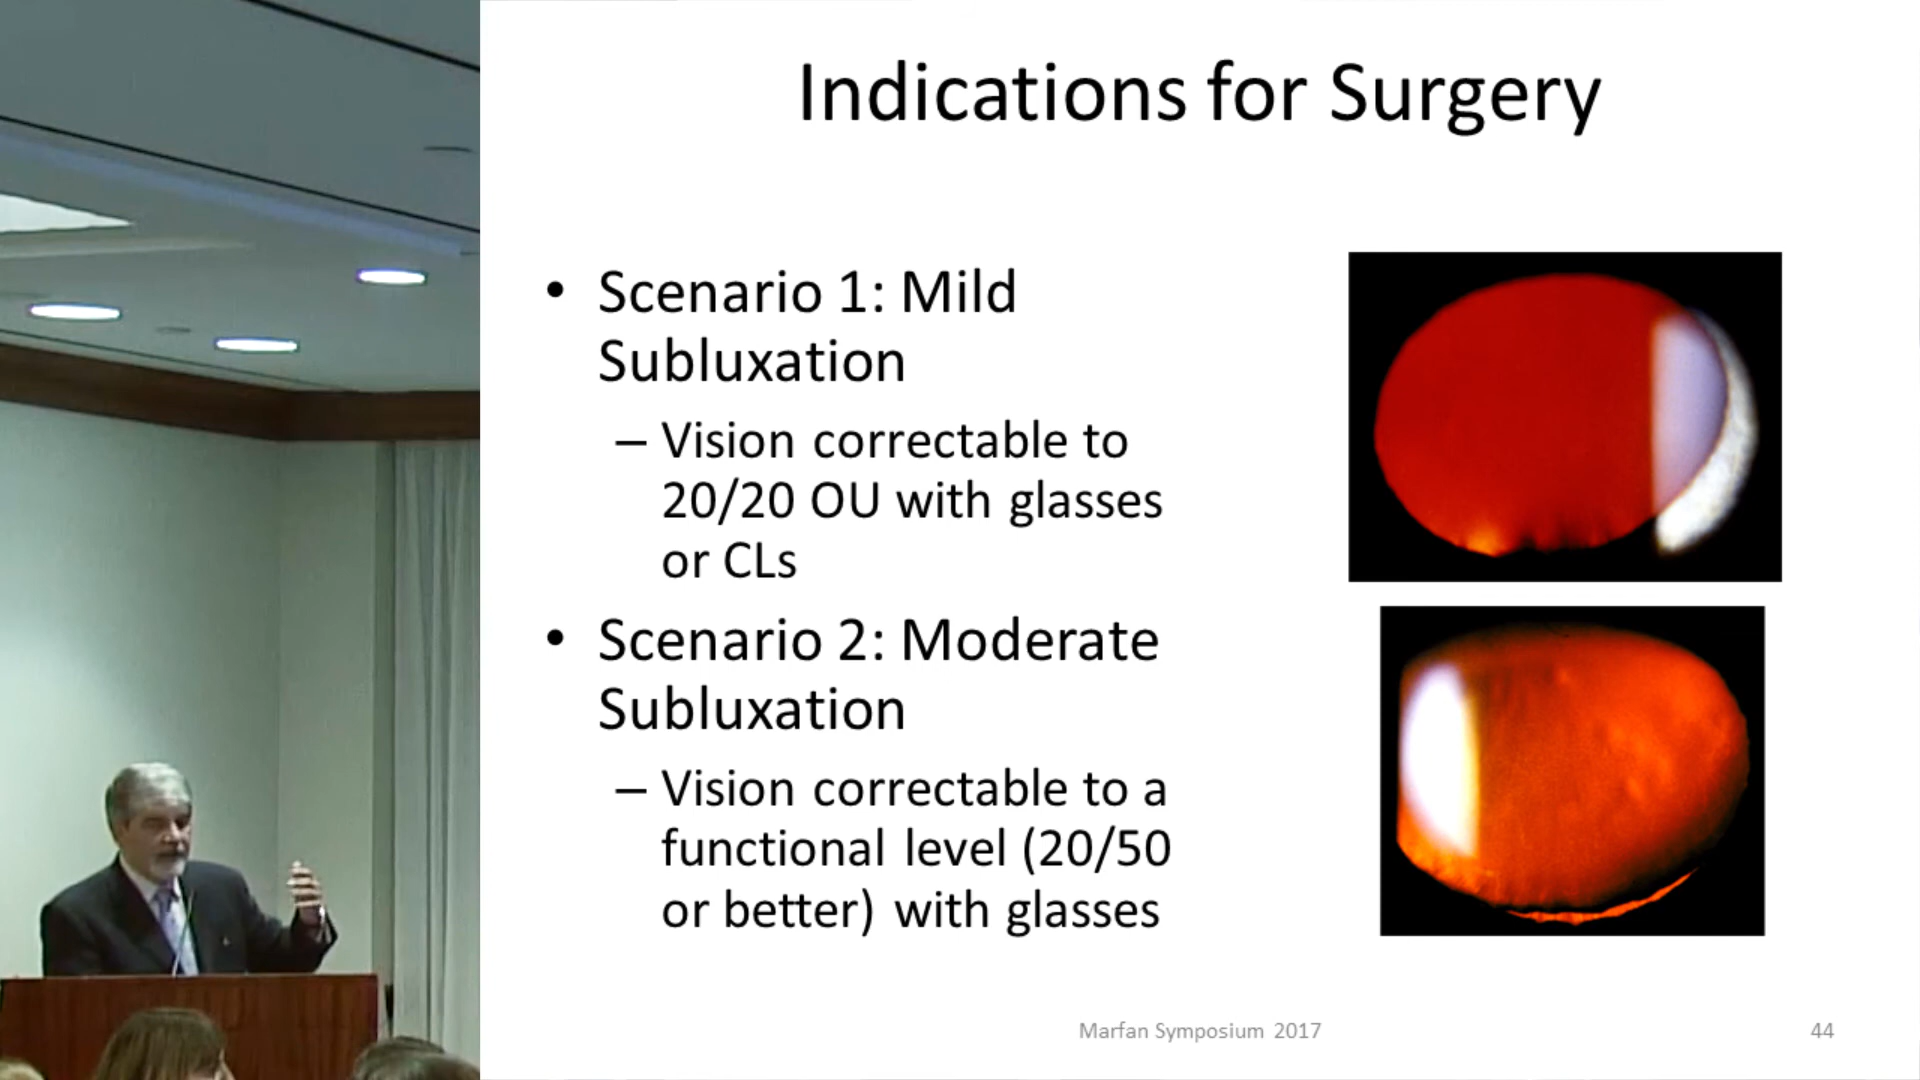 Indications for Surgery
• Scenario 1: Mild
Subluxation
– Vision correctable to
20/20 OU with glasses
or CLs
• Scenario 2: Moderate
Subluxation
– Vision correctable to a
functional level (20/50
or better) with glasses
Marfan Symposium 2017
44